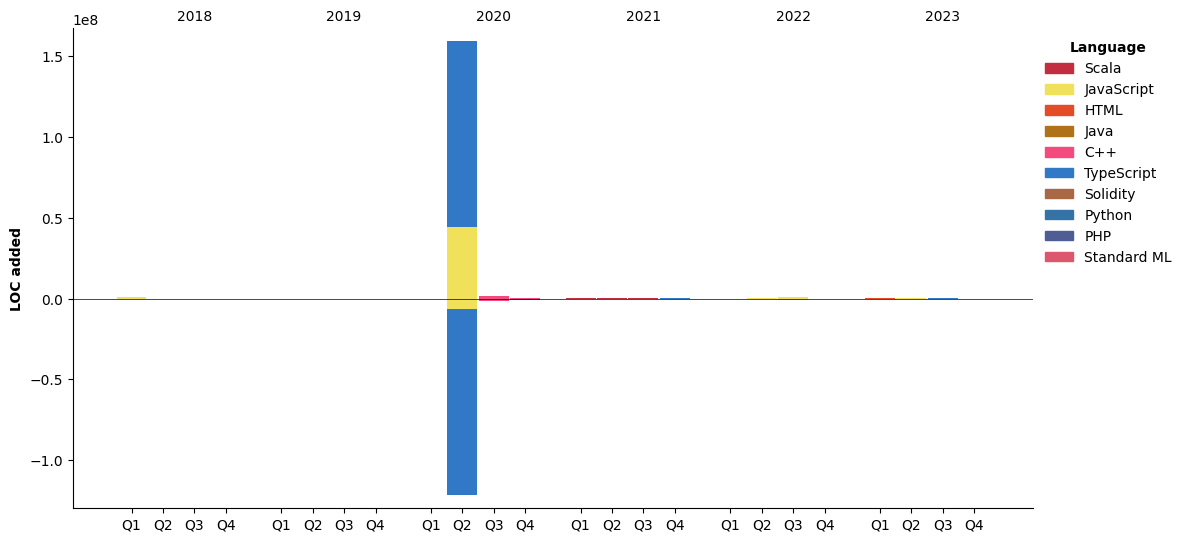 1e8
2018 2019 2020 2021 2022 2023
1.5
1.0
0.5
0.0
−0.5
−1.0
LOC added
Q1 Q2 Q3 Q4 Q1 Q2 Q3 Q4 Q1 Q2 Q3 Q4 Q1 Q2 Q3 Q4 Q1 Q2 Q3 Q4 Q1 Q2 Q3 Q4
Language
Scala
JavaScript
HTML
Java
C++
TypeScript
Solidity
Python
PHP
Standard ML